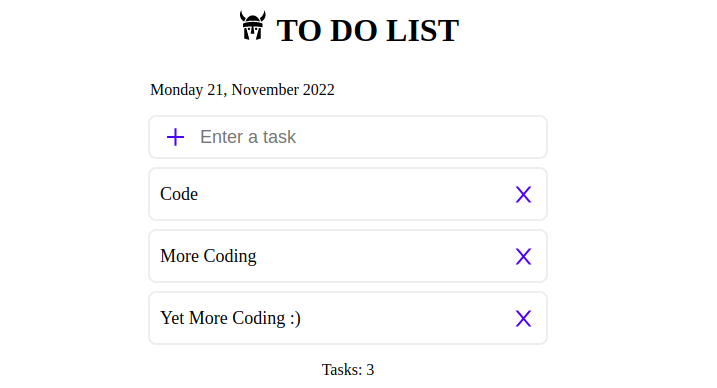 TO DO LIST
Monday 21, November 2022
+ Enter a task
Code X
More Coding X
Yet More Coding :) X
Tasks: 3